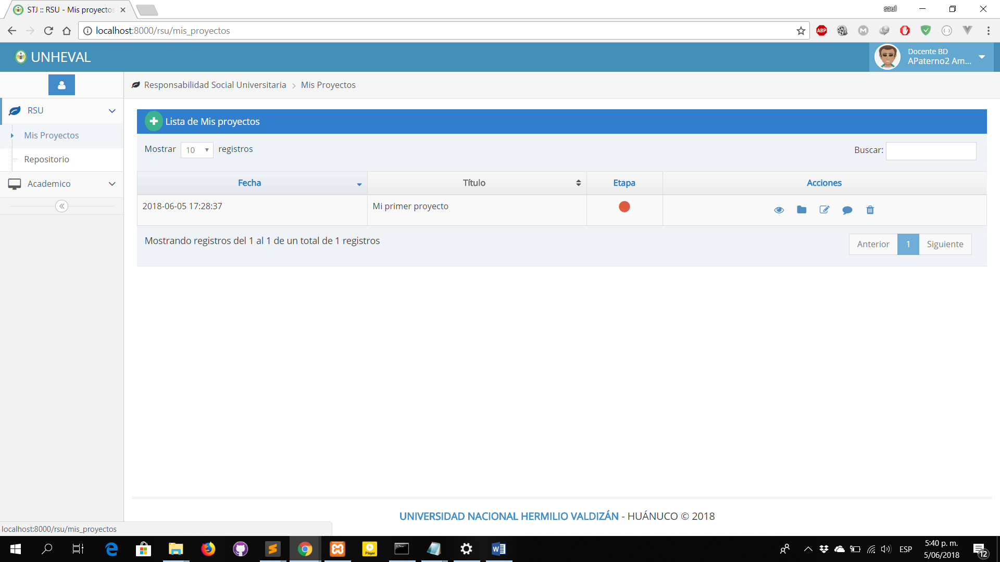 STJ :: RSU - Mis proyectos
saul
localhost:8000/rsu/mis_proyectos
ABP
M
UNHEVAL
Docente BD
APaterno2 Am...
Responsabilidad Social Universitaria > Mis Proyectos
RSU
Mis Proyectos
Repositorio
Academico
Lista de Mis proyectos
Mostrar 10 registros
Buscar:
Fecha Título Etapa Acciones
2018-06-05 17:28:37 Mi primer proyecto
Mostrando registros del 1 al 1 de un total de 1 registros
Anterior 1 Siguiente
UNIVERSIDAD NACIONAL HERMILIO VALDIZÁN - HUÁNUCO © 2018
localhost:8000/rsu/mis_proyectos
Player
ESP
5:40 p. m.
5/06/2018
12